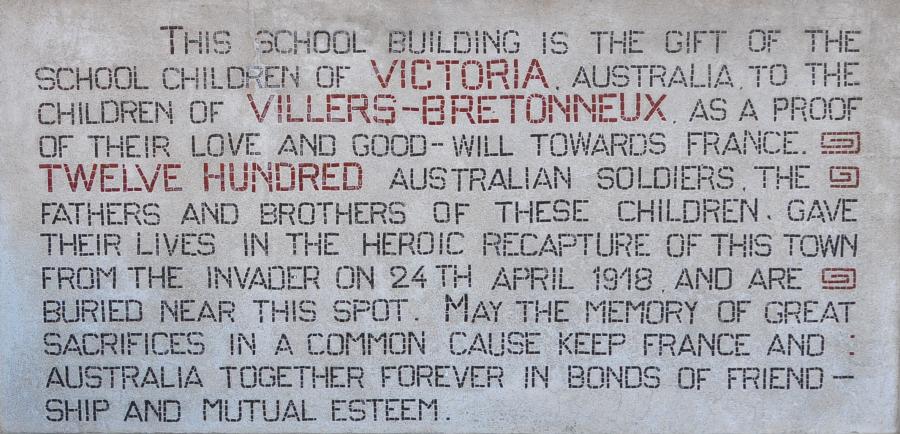 THIS SCHOOL BUILDING IS THE GIFT OF THE
SCHOOL CHILDREN OF VICTORIA, AUSTRALIA, TO THE
CHILDREN OF VILLERS-BRETONNEUX, AS A PROOF
OF THEIR LOVE AND GOOD-WILL TOWARDS FRANCE.
TWELVE HUNDRED AUSTRALIAN SOLDIERS, THE
FATHERS AND BROTHERS OF THESE CHILDREN, GAVE
THEIR LIVES IN THE HEROIC RECAPTURE OF THIS TOWN
FROM THE INVADER ON 24TH APRIL 1918, AND ARE
BURIED NEAR THIS SPOT. MAY THE MEMORY OF GREAT
SACRIFICES IN A COMMON CAUSE KEEP FRANCE AND :
AUSTRALIA TOGETHER FOREVER IN BONDS OF FRIEND-
SHIP AND MUTUAL ESTEEM.